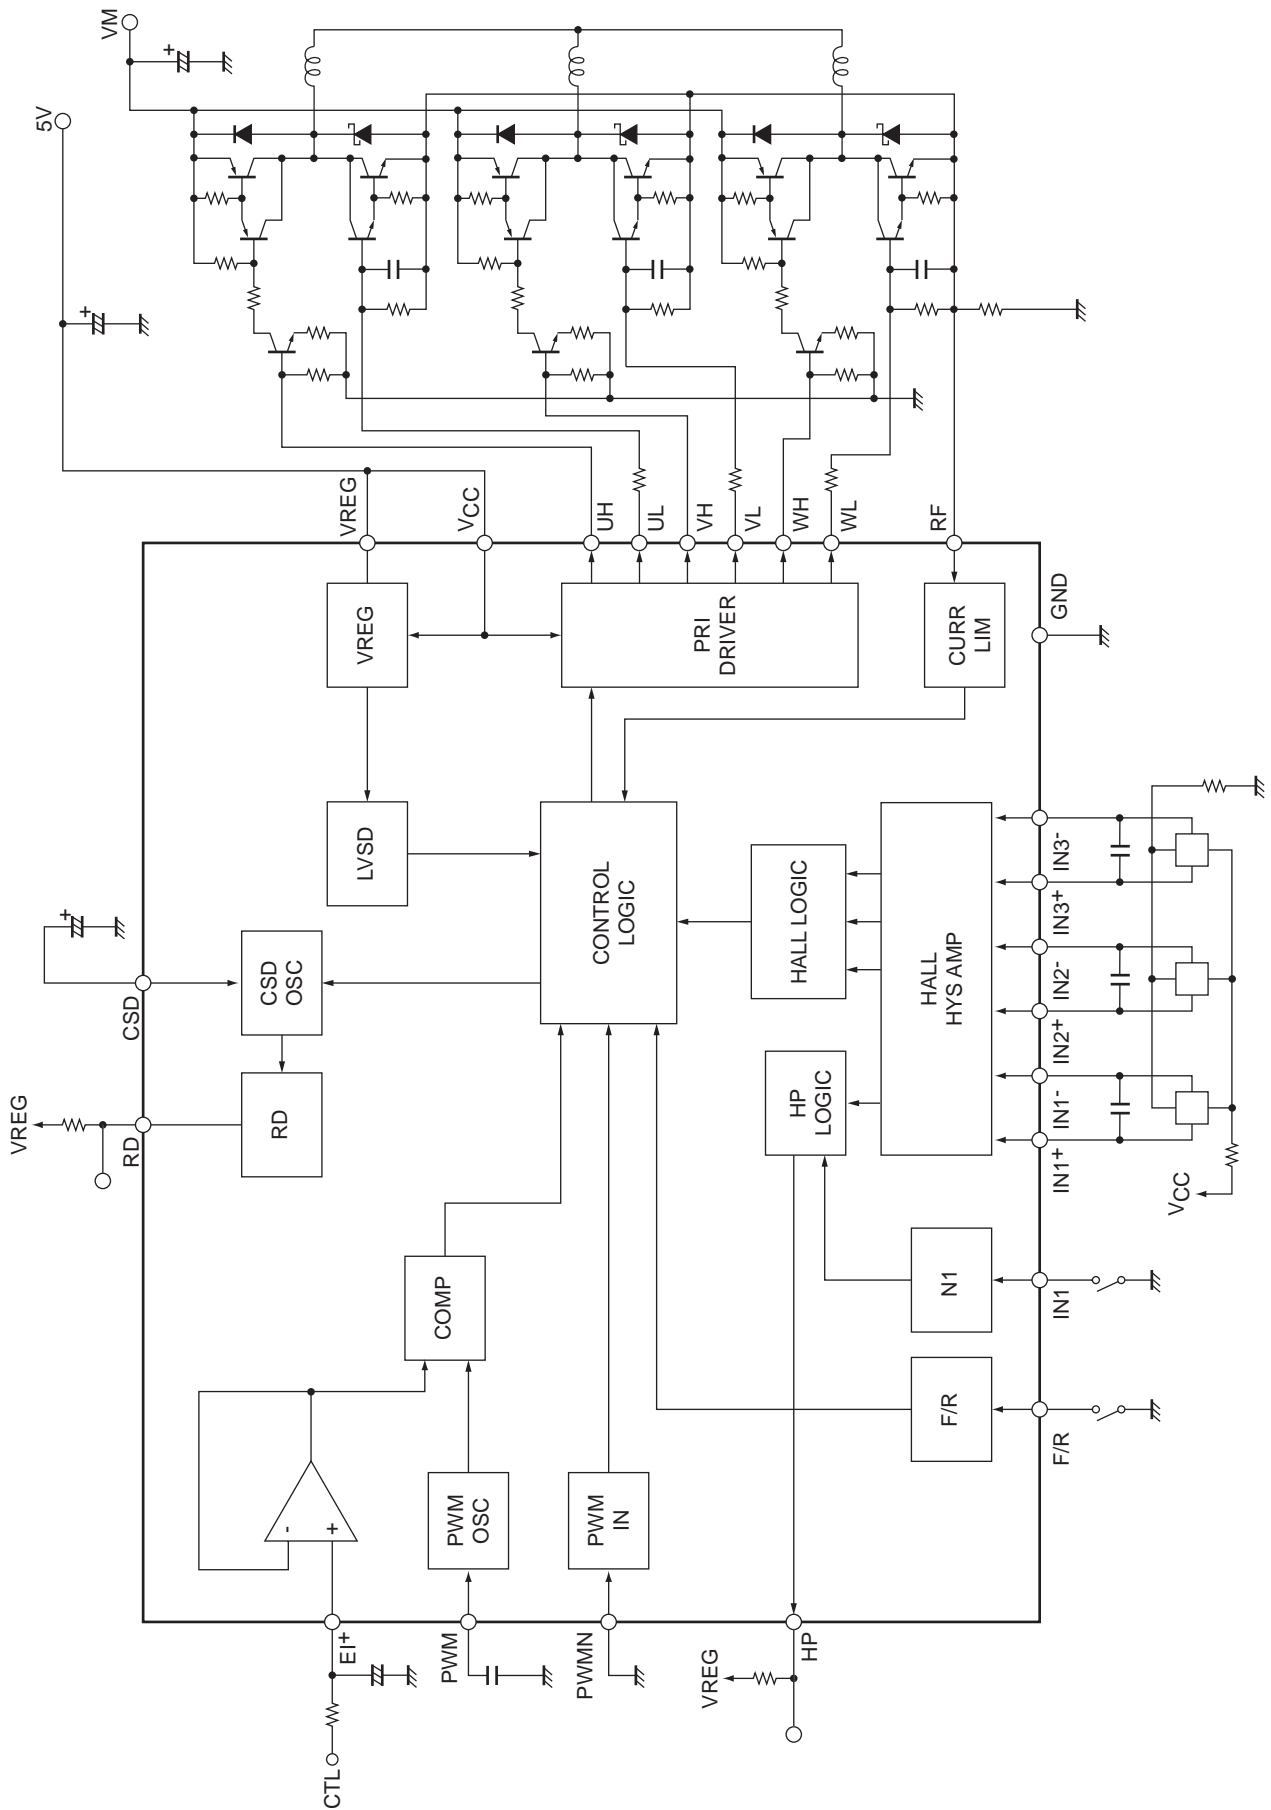 VM
+
5V
+
VREG
VCC
UH
UL
VH
VL
WH
WL
RF
GND
VREG
PRI
DRIVER
CURR
LIM
LVSD
CONTROL
LOGIC
HALL LOGIC
HALL
HYS AMP
IN3-
IN3+
IN2-
IN2+
IN1-
IN1+
VCC
+
CSD
CSD
OSC
RD
RD
VREG
HP
LOGIC
COMP
N1
IN1
F/R
F/R
-
+
PWM
OSC
PWM
IN
EI+
PWM
PWMN
HP
VREG
CTL